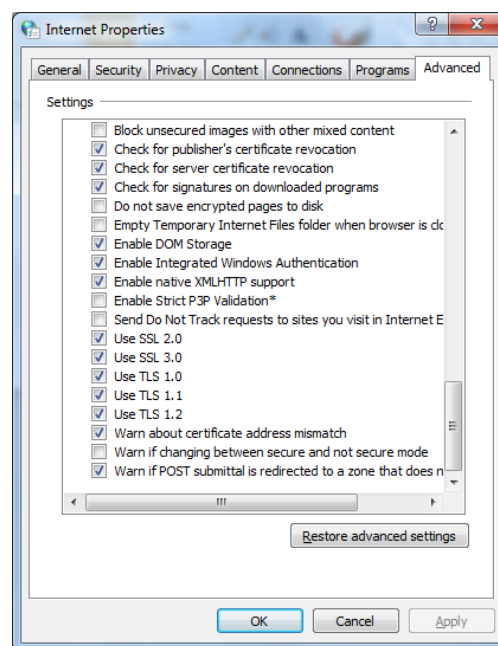 Internet Properties
General Security Privacy Content Connections Programs Advanced
Settings
Block unsecured images with other mixed content
Check for publisher's certificate revocation
Check for server certificate revocation
Check for signatures on downloaded programs
Do not save encrypted pages to disk
Empty Temporary Internet Files folder when browser is clo
Enable DOM Storage
Enable Integrated Windows Authentication
Enable native XMLHTTP support
Enable Strict P3P Validation*
Send Do Not Track requests to sites you visit in Internet E
Use SSL 2.0
Use SSL 3.0
Use TLS 1.0
Use TLS 1.1
Use TLS 1.2
Warn about certificate address mismatch
Warn if changing between secure and not secure mode
Warn if POST submittal is redirected to a zone that does n
Restore advanced settings
OK Cancel Apply